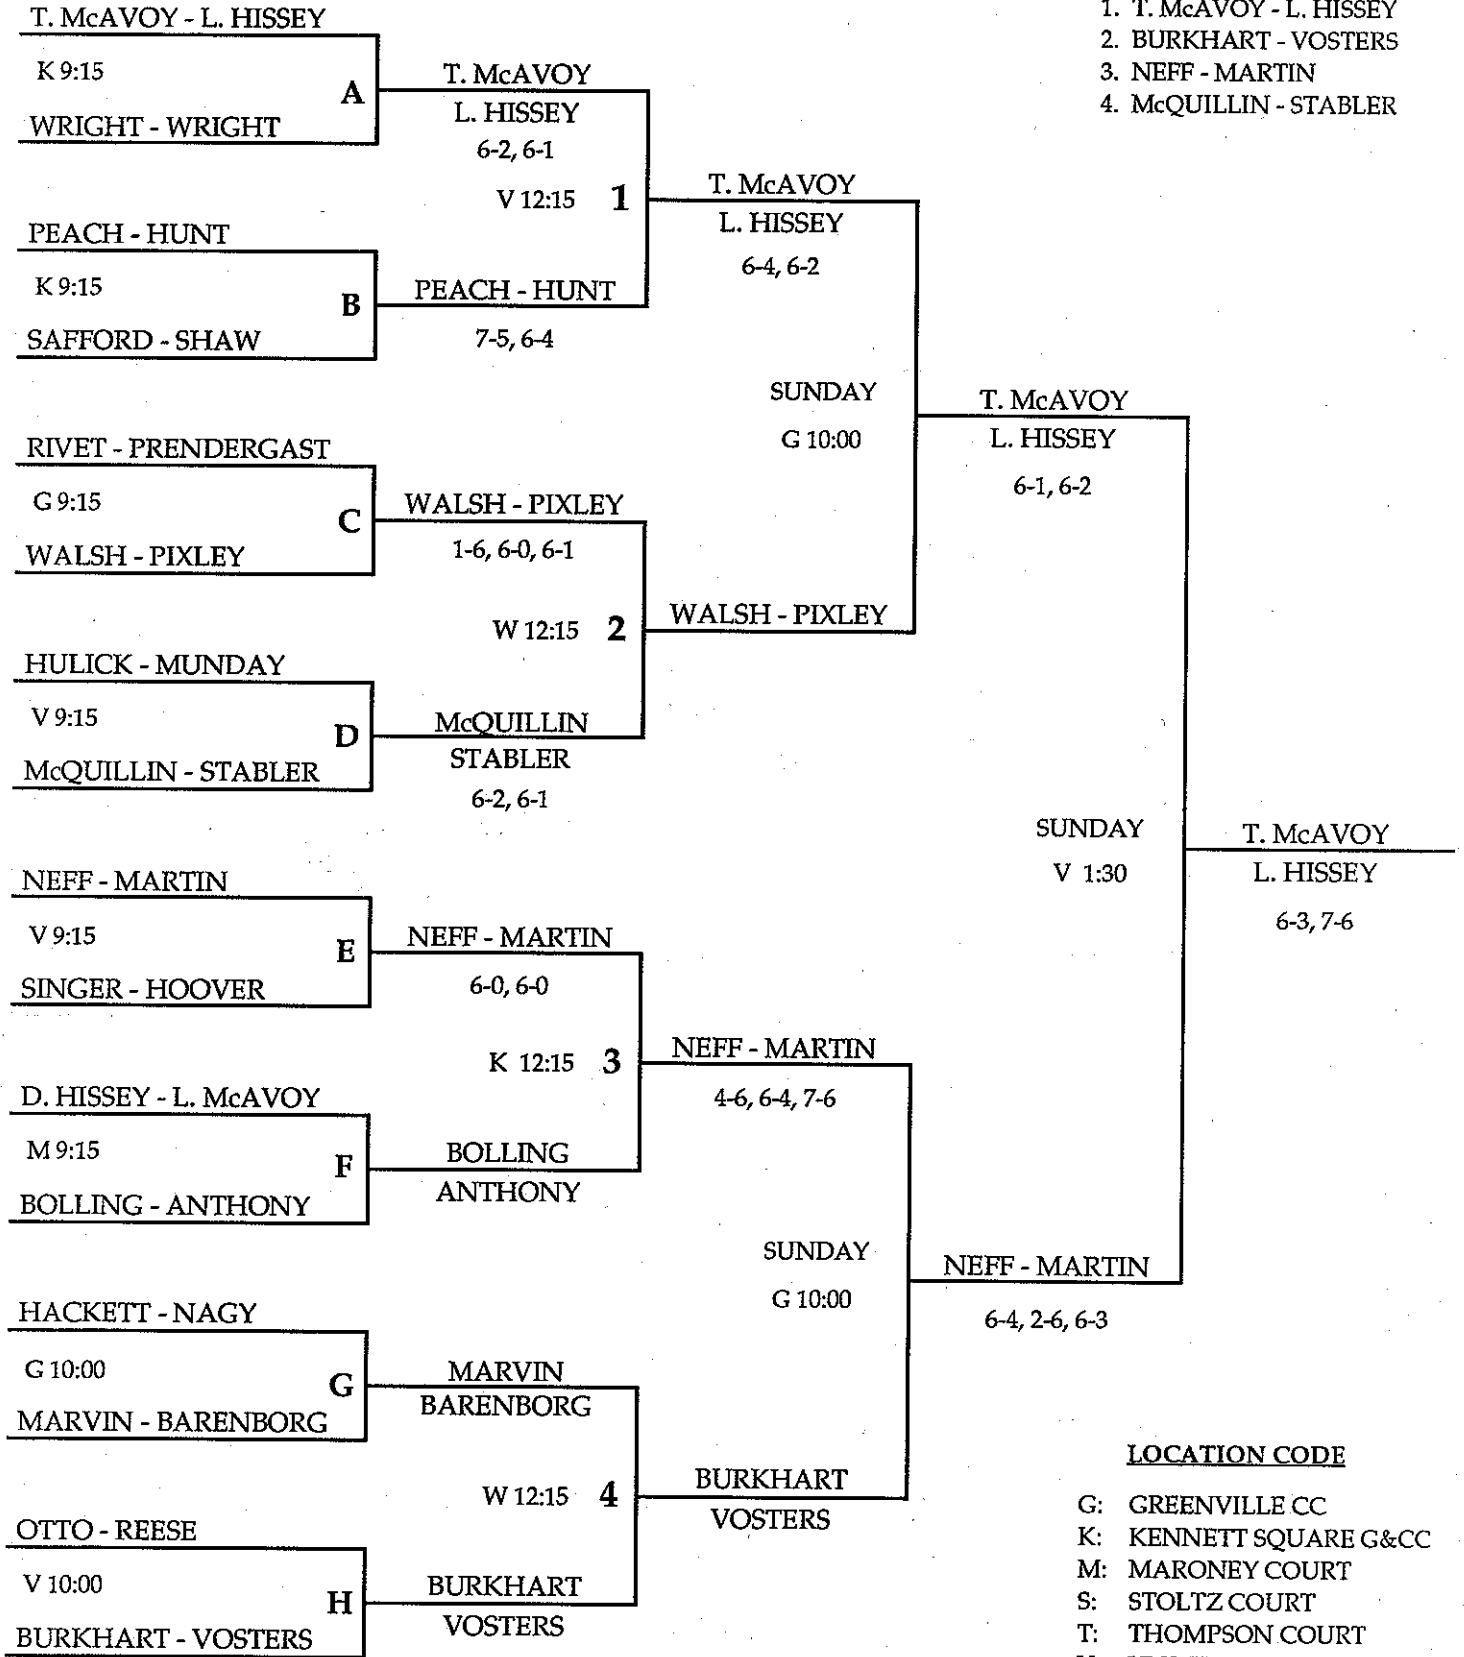 T. McAVOY - L. HISSEY
K 9:15
A
WRIGHT - WRIGHT
T. McAVOY
L. HISSEY
6-2, 6-1
V 12:15 1
PEACH - HUNT
K 9:15
B
SAFFORD - SHAW
PEACH - HUNT
7-5, 6-4
T. McAVOY
L. HISSEY
6-4, 6-2
SUNDAY
G 10:00
RIVET - PRENDERGAST
G 9:15
C
WALSH - PIXLEY
WALSH - PIXLEY
1-6, 6-0, 6-1
W 12:15 2
WALSH - PIXLEY
HULICK - MUNDAY
V 9:15
D
McQUILLIN - STABLER
McQUILLIN
STABLER
6-2, 6-1
T. McAVOY
L. HISSEY
6-1, 6-2
SUNDAY
V 1:30
T. McAVOY
L. HISSEY
6-3, 7-6
NEFF - MARTIN
V 9:15
E
SINGER - HOOVER
NEFF - MARTIN
6-0, 6-0
K 12:15 3
D. HISSEY - L. McAVOY
M 9:15
F
BOLLING - ANTHONY
BOLLING
ANTHONY
NEFF - MARTIN
4-6, 6-4, 7-6
SUNDAY
G 10:00
NEFF - MARTIN
6-4, 2-6, 6-3
HACKETT - NAGY
G 10:00
G
MARVIN - BARENBORG
MARVIN
BARENBORG
W 12:15 4
BURKHART
VOSTERS
OTTO - REESE
V 10:00
H
BURKHART - VOSTERS
BURKHART
VOSTERS
1. T. McAVOY - L. HISSEY
2. BURKHART - VOSTERS
3. NEFF - MARTIN
4. McQUILLIN - STABLER
LOCATION CODE
G: GREENVILLE CC
K: KENNETT SQUARE G&CC
M: MARONEY COURT
S: STOLTZ COURT
T: THOMPSON COURT